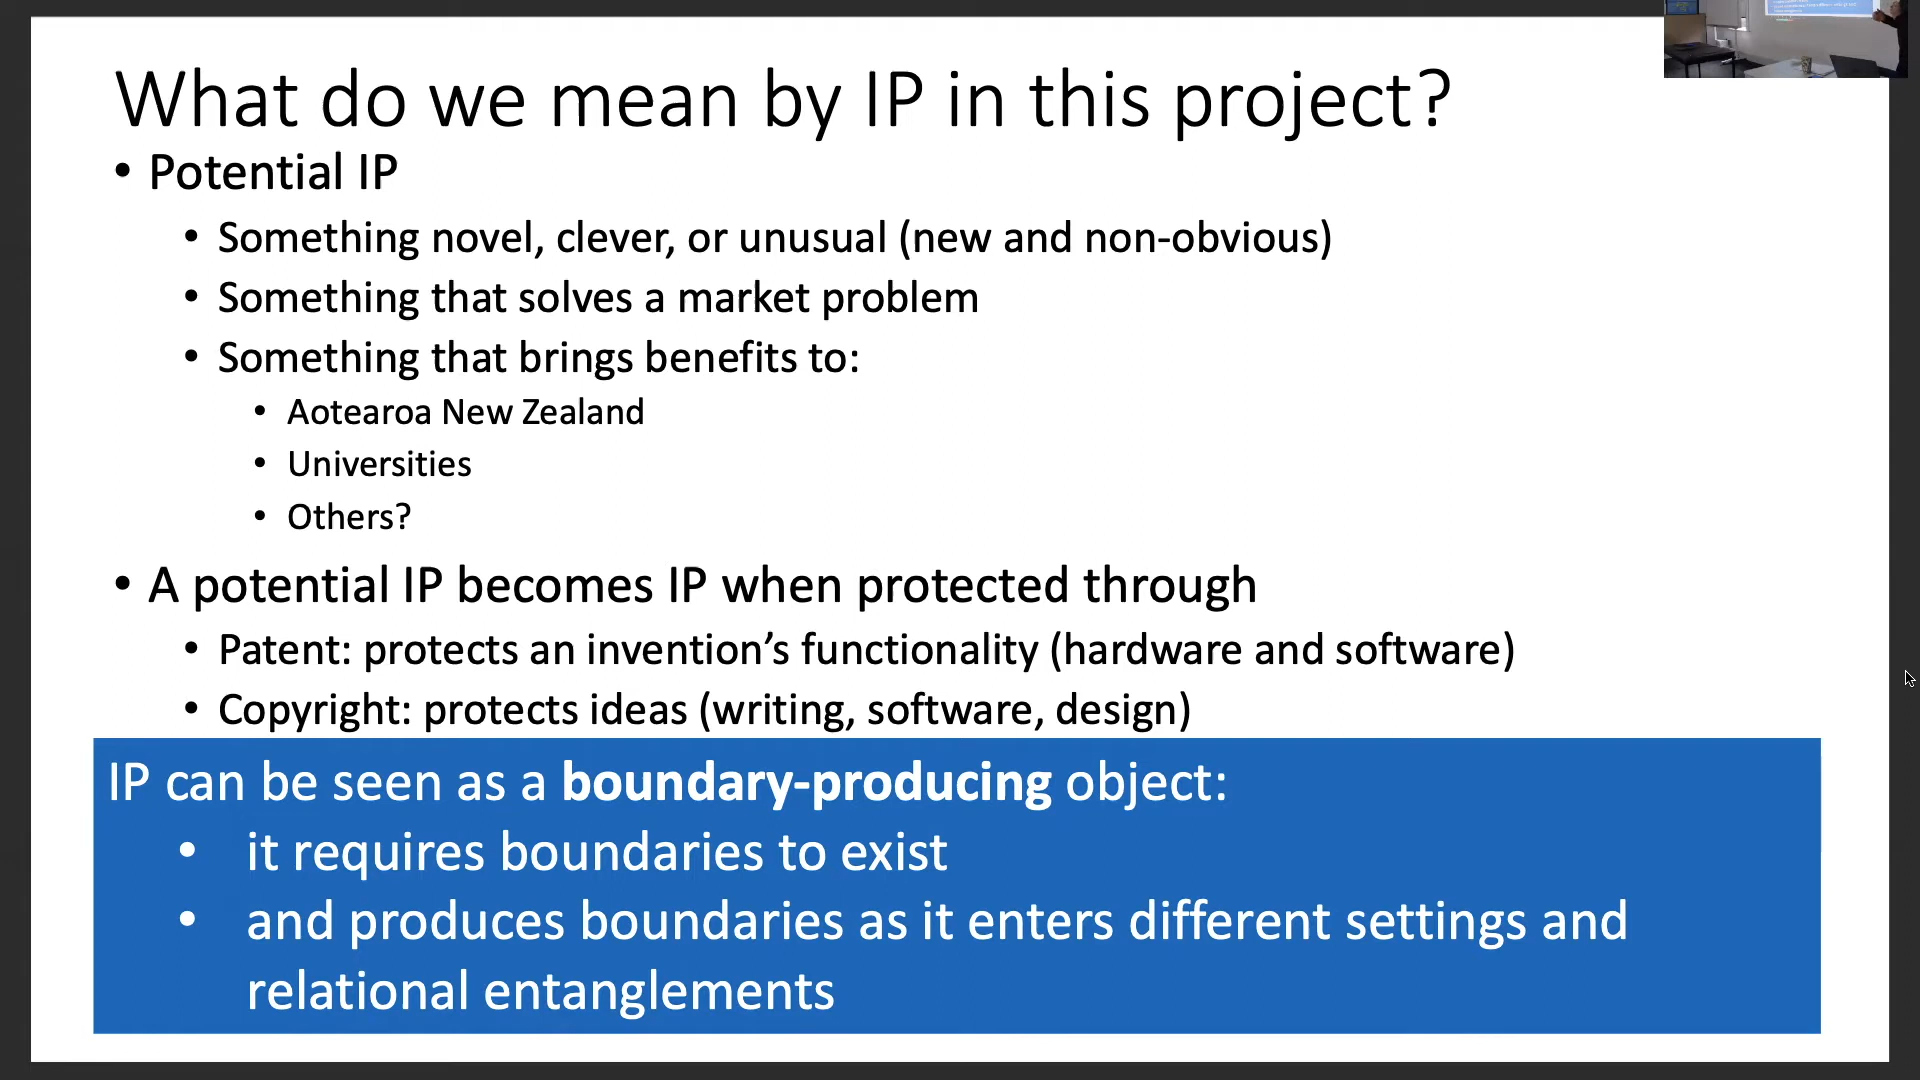 What do we mean by IP in this project?
• Potential IP
• Something novel, clever, or unusual (new and non-obvious)
• Something that solves a market problem
• Something that brings benefits to:
• Aotearoa New Zealand
• Universities
• Others?
• A potential IP becomes IP when protected through
• Patent: protects an invention’s functionality (hardware and software)
• Copyright: protects ideas (writing, software, design)
IP can be seen as a boundary-producing object:
• it requires boundaries to exist
• and produces boundaries as it enters different settings and
relational entanglements